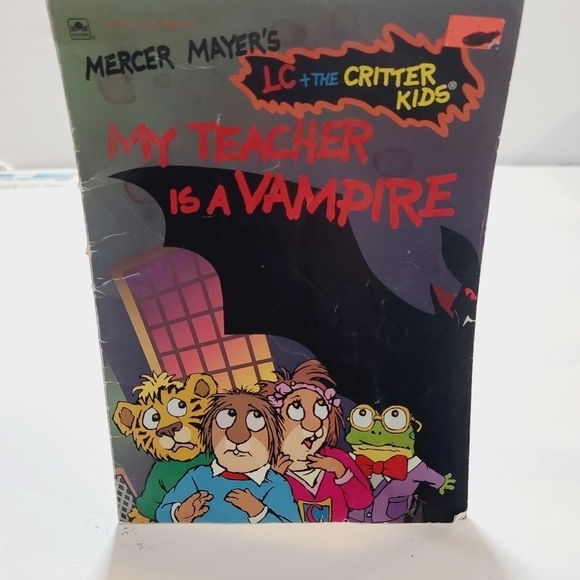 MERCER MAYER'S
LC + THE CRITTER
KIDS®
MY TEACHER
IS A VAMPIRE
C